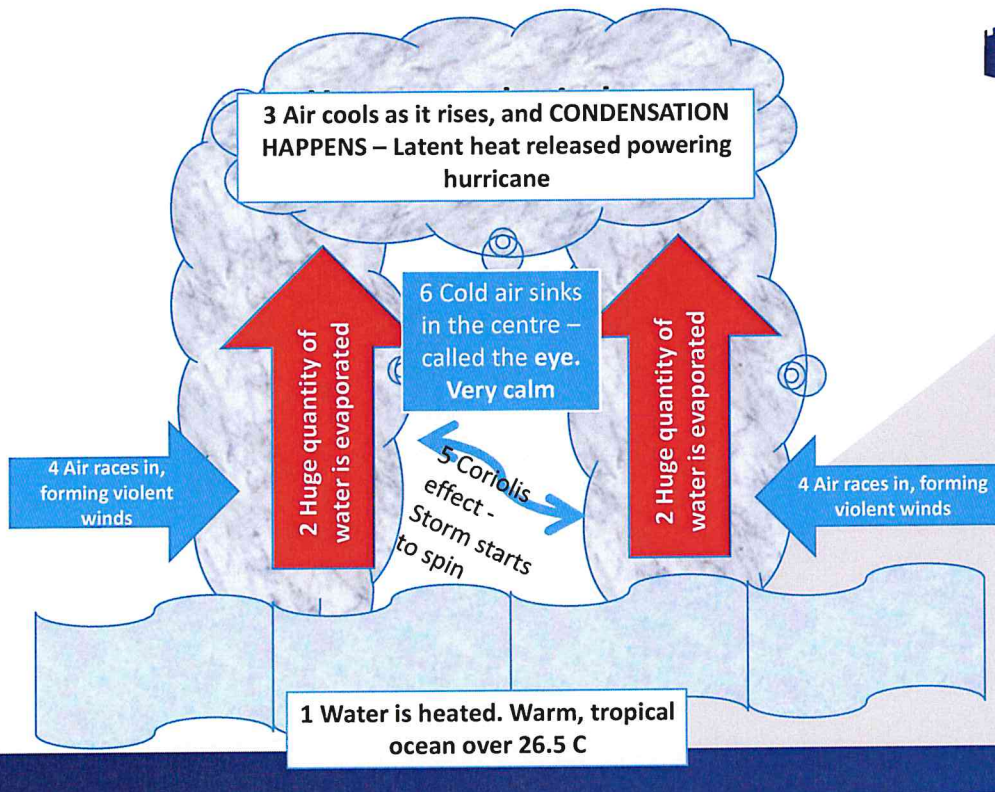 3 Air cools as it rises, and CONDENSATION
HAPPENS – Latent heat released powering
hurricane
6 Cold air sinks
in the centre –
called the eye.
Very calm
2 Huge quantity of
water is evaporated
2 Huge quantity of
water is evaporated
4 Air races in,
forming violent
winds
5 Coriolis
effect -
Storm starts
to spin
4 Air races in, forming
violent winds
1 Water is heated. Warm, tropical
ocean over 26.5 C